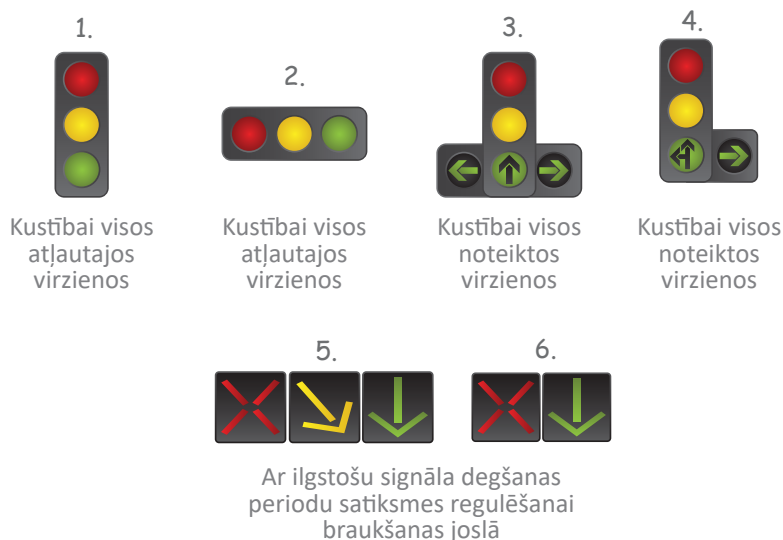 1.
Kustībai visos
atļautajos
virzienos
2.
Kustībai visos
atļautajos
virzienos
3.
Kustībai visos
noteiktos
virzienos
4.
Kustībai visos
noteiktos
virzienos
5.
6.
Ar ilgstošu signāla degšanas
periodu satiksmes regulēšanai
braukšanas joslā